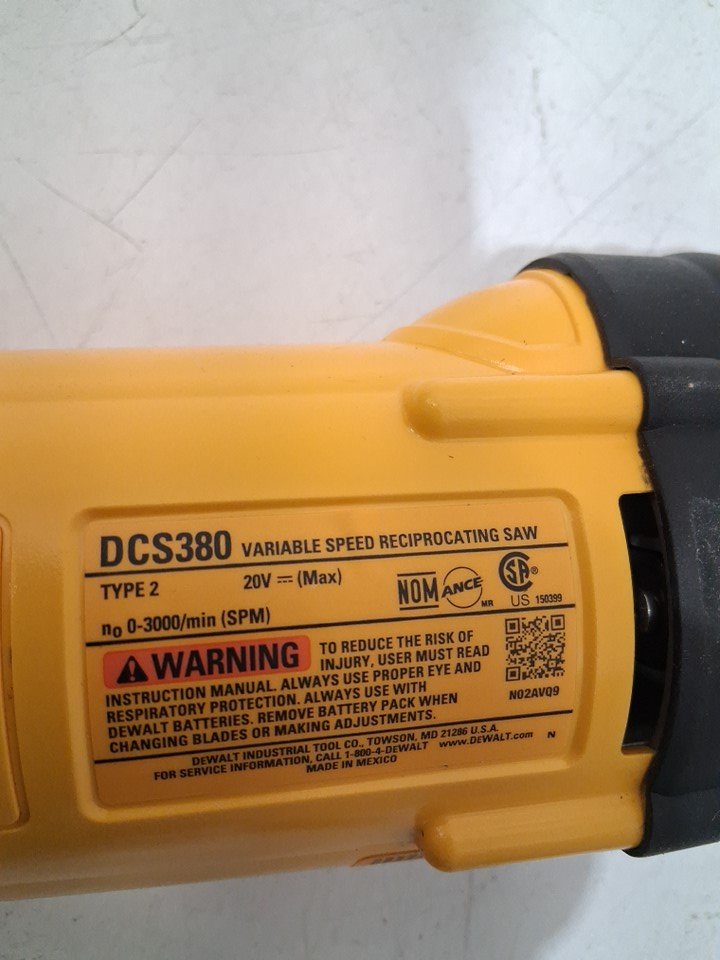 DCS380 VARIABLE SPEED RECIPROCATING SAW
TYPE 2 20V ⎓ (Max)
NOM ANCE MR
SA ® US 150399
n₀ 0-3000/min (SPM)
WARNING TO REDUCE THE RISK OF
INJURY, USER MUST READ
INSTRUCTION MANUAL. ALWAYS USE PROPER EYE AND
RESPIRATORY PROTECTION. ALWAYS USE WITH
DEWALT BATTERIES. REMOVE BATTERY PACK WHEN
CHANGING BLADES OR MAKING ADJUSTMENTS.
N02AVQ9
DEWALT INDUSTRIAL TOOL CO., TOWSON, MD 21286 U.S.A.
FOR SERVICE INFORMATION, CALL 1-800-4-DEWALT www.DEWALT.com N
MADE IN MEXICO